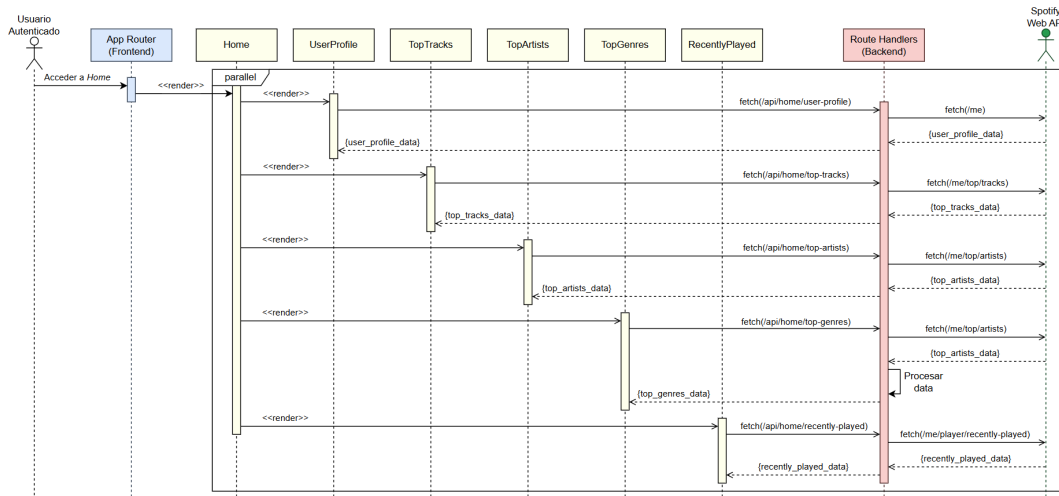 Usuario
Autenticado
App Router
(Frontend)
Home
UserProfile
TopTracks
TopArtists
TopGenres
RecentlyPlayed
Route Handlers
(Backend)
Spotify
Web AP
parallel
Acceder a Home
<<render>>
<<render>>
fetch(/api/home/user-profile)
fetch(/me)
{user_profile_data}
{user_profile_data}
<<render>>
fetch(/api/home/top-tracks)
fetch(/me/top/tracks)
{top_tracks_data}
{top_tracks_data}
<<render>>
fetch(/api/home/top-artists)
fetch(/me/top/artists)
{top_artists_data}
{top_artists_data}
<<render>>
fetch(/api/home/top-genres)
fetch(/me/top/artists)
{top_artists_data}
Procesar
data
{top_genres_data}
<<render>>
fetch(/api/home/recently-played)
fetch(/me/player/recently-played)
{recently_played_data}
{recently_played_data}